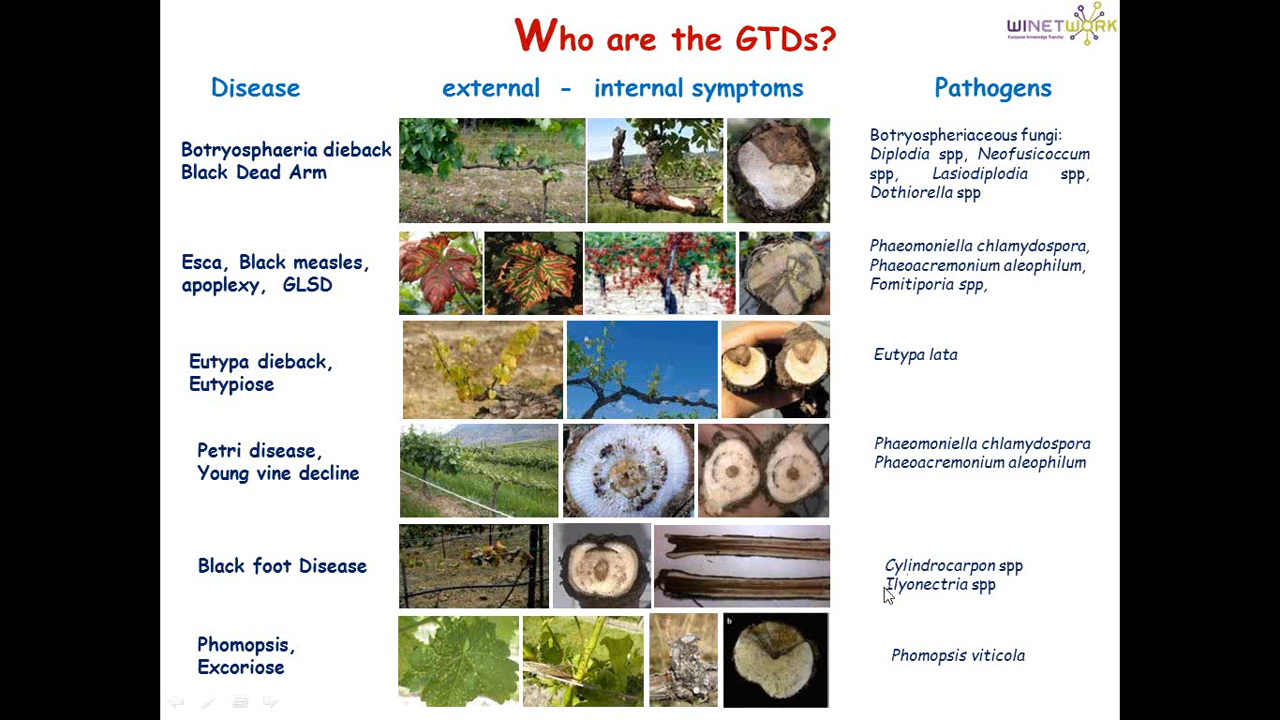 Who are the GTDs?
WINETWORK
European Knowledge Transfer
Disease
external - internal symptoms
Pathogens
Botryosphaeria dieback
Black Dead Arm
Botryospheriaceous fungi:
Diplodia spp, Neofusicoccum
spp, Lasiodiplodia spp,
Dothiorella spp
Esca, Black measles,
apoplexy, GLSD
Phaeomoniella chlamydospora,
Phaeoacremonium aleophilum,
Fomitiporia spp,
Eutypa dieback,
Eutypiose
Eutypa lata
Petri disease,
Young vine decline
Phaeomoniella chlamydospora
Phaeoacremonium aleophilum
Black foot Disease
Cylindrocarpon spp
Ilyonectria spp
Phomopsis,
Excoriose
b
Phomopsis viticola